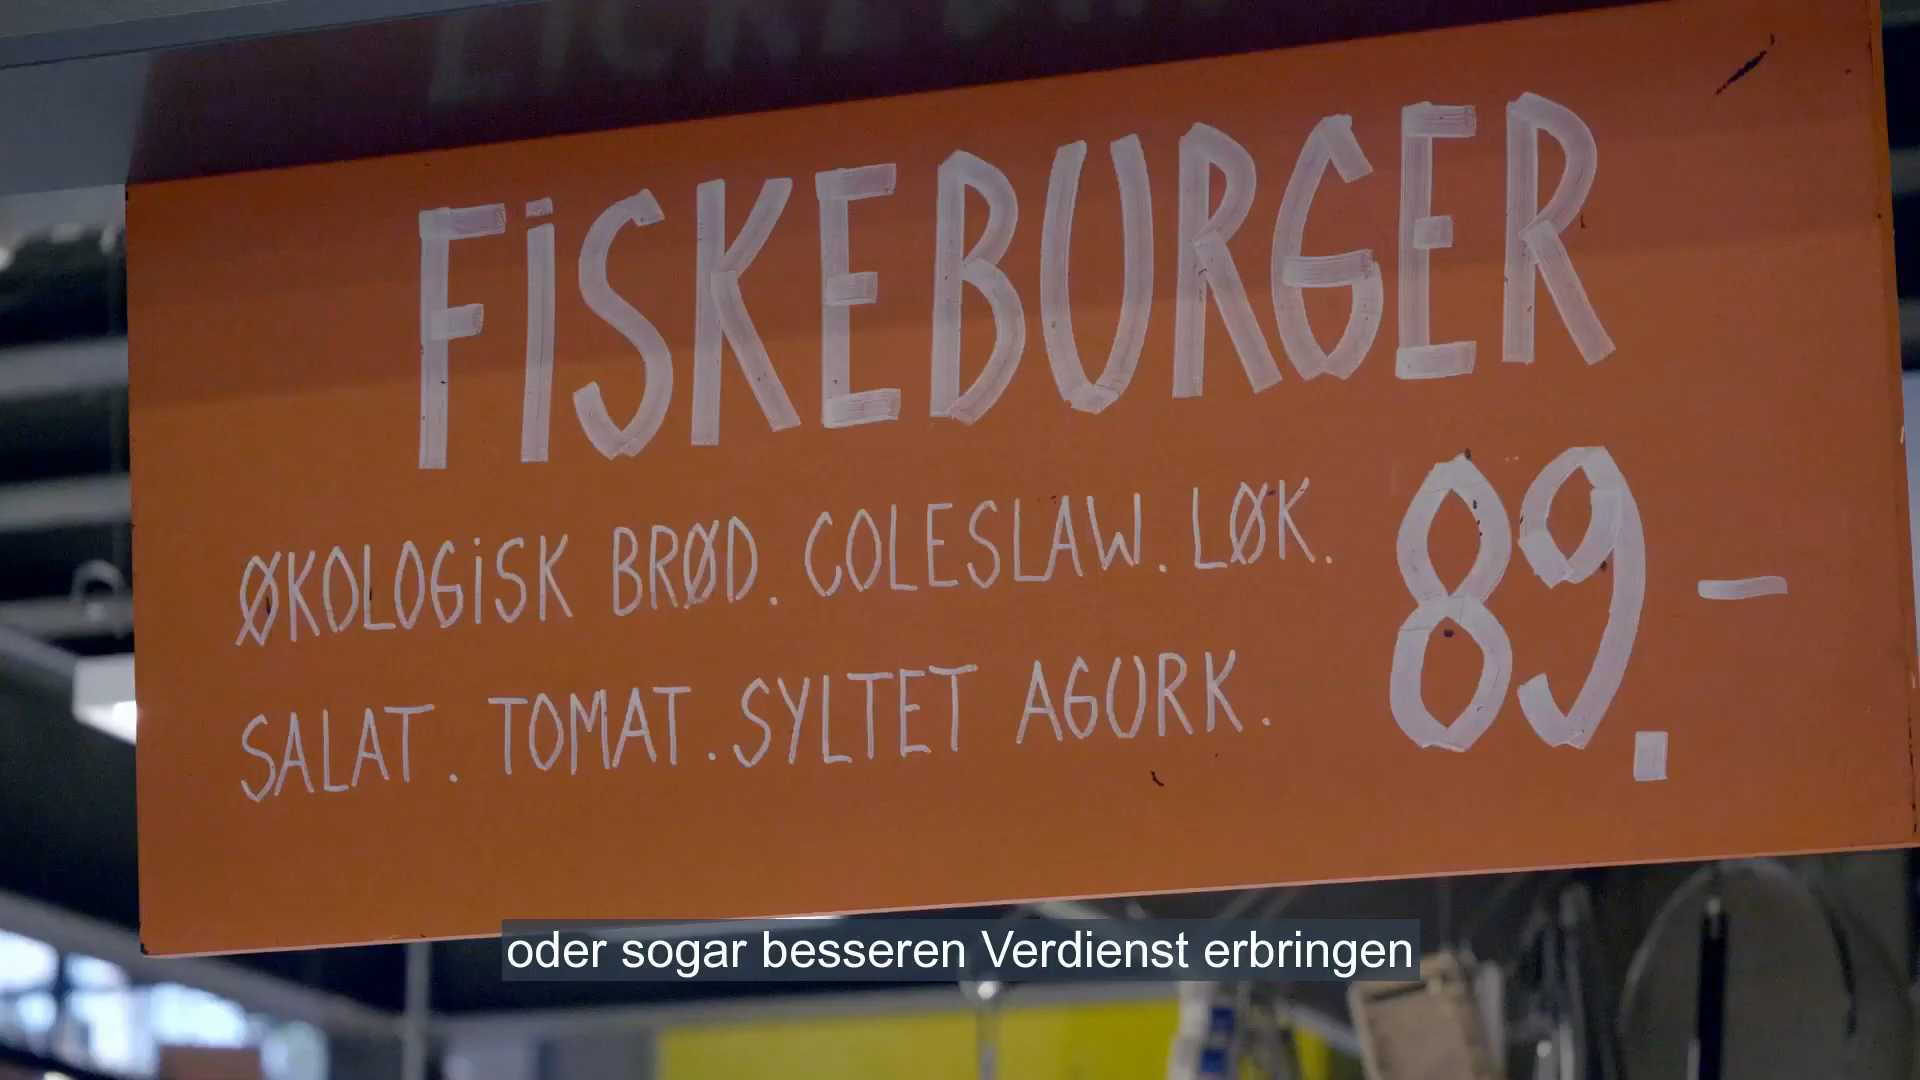 FiSKEBURGER
ØKOLOGiSK BRØD. COLESLAW. LØK.
SALAT. TOMAT. SYLTET AGURK.
89.-
oder sogar besseren Verdienst erbringen